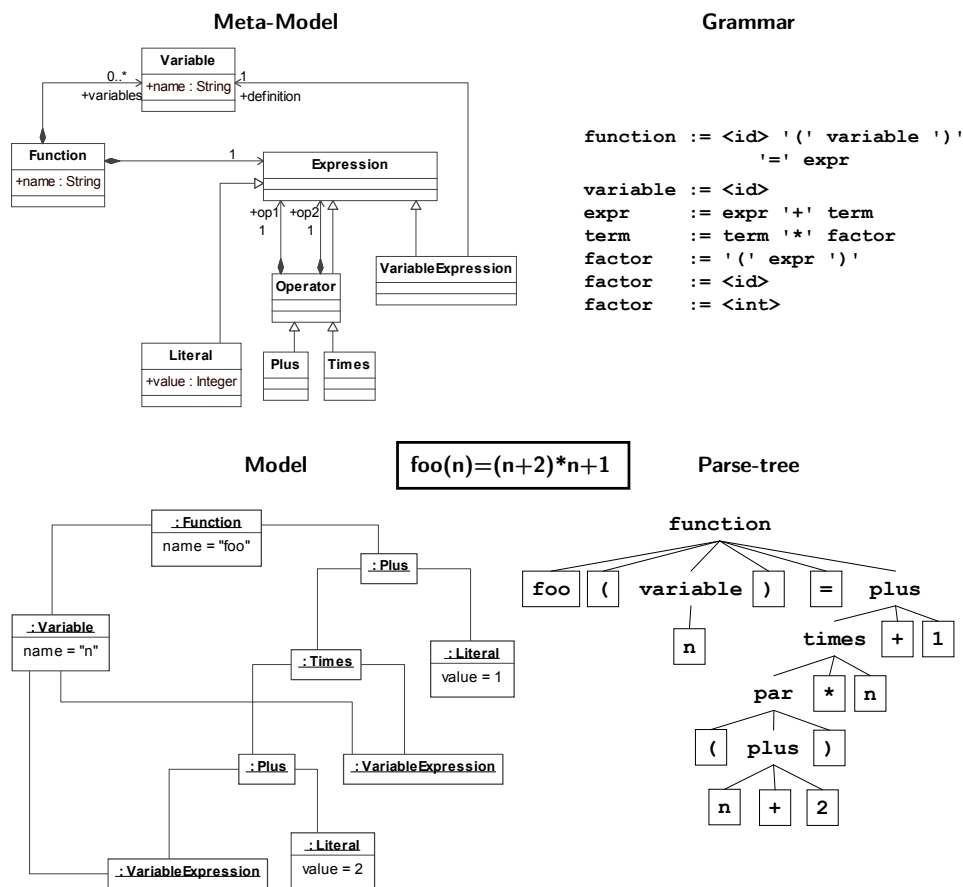 Meta-Model
Variable
+name : String
0..*
+variables
1
+definition
Function
+name : String
1
Expression
+op1
1
+op2
1
Operator
VariableExpression
Literal
+value : Integer
Plus
Times
Grammar
function := <id> '(' variable ')'
'=' expr
variable := <id>
expr := expr '+' term
term := term '*' factor
factor := '(' expr ')'
factor := <id>
factor := <int>
Model
foo(n)=(n+2)*n+1
Parse-tree
: Function
name = "foo"
: Plus
: Variable
name = "n"
: Times
: Literal
value = 1
: Plus
: VariableExpression
: VariableExpression
: Literal
value = 2
function
foo ( variable ) = plus
n times + 1
par * n
( plus )
n + 2